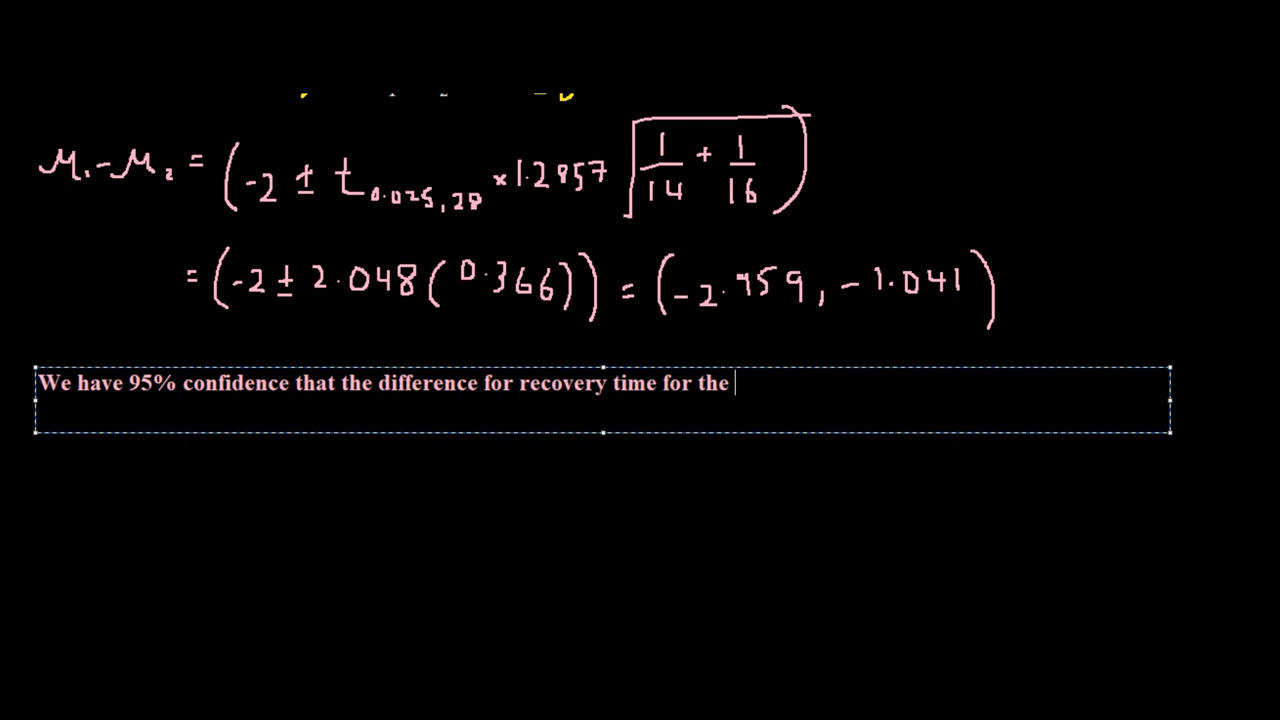 μ₁ - μ₂ = (-2 ± t₀.₀₂₅,₂₈ × 1.2857 √(1/14 + 1/16))
= (-2 ± 2.048(0.366)) = (-2.959, -1.041)
We have 95% confidence that the difference for recovery time for the